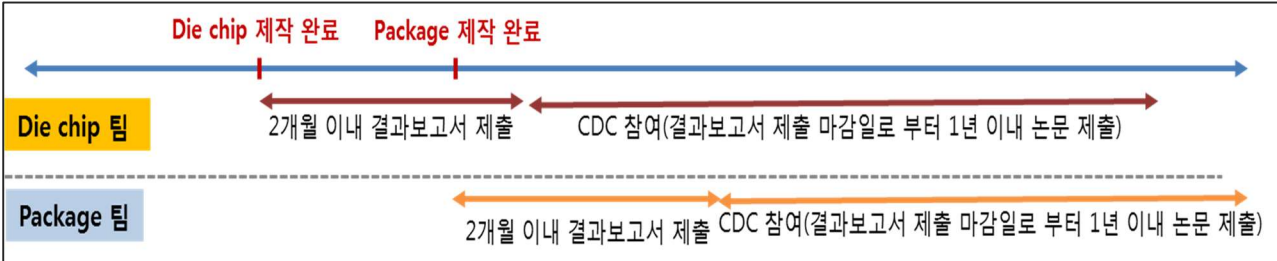 Die chip 제작 완료 Package 제작 완료
Die chip 팀
2개월 이내 결과보고서 제출 CDC 참여(결과보고서 제출 마감일로 부터 1년 이내 논문 제출)
Package 팀
2개월 이내 결과보고서 제출 CDC 참여(결과보고서 제출 마감일로 부터 1년 이내 논문 제출)